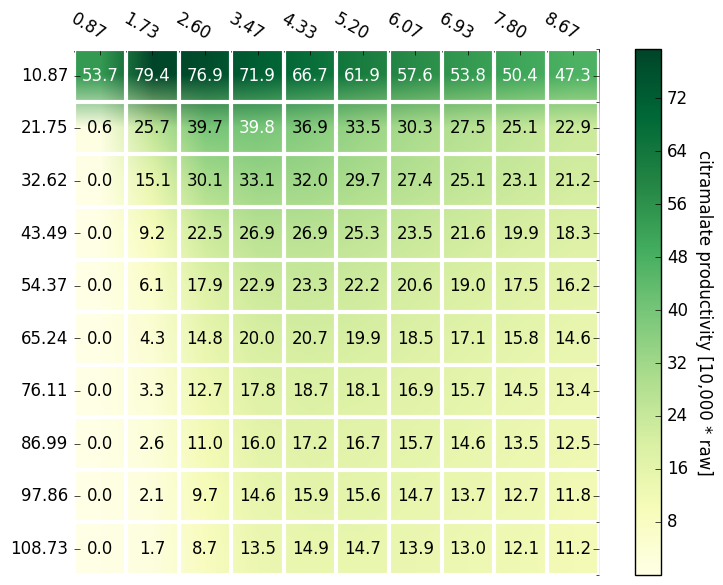 0.87 1.73 2.60 3.47 4.33 5.20 6.07 6.93 7.80 8.67
10.87 53.7 79.4 76.9 71.9 66.7 61.9 57.6 53.8 50.4 47.3
21.75 0.6 25.7 39.7 39.8 36.9 33.5 30.3 27.5 25.1 22.9
32.62 0.0 15.1 30.1 33.1 32.0 29.7 27.4 25.1 23.1 21.2
43.49 0.0 9.2 22.5 26.9 26.9 25.3 23.5 21.6 19.9 18.3
54.37 0.0 6.1 17.9 22.9 23.3 22.2 20.6 19.0 17.5 16.2
65.24 0.0 4.3 14.8 20.0 20.7 19.9 18.5 17.1 15.8 14.6
76.11 0.0 3.3 12.7 17.8 18.7 18.1 16.9 15.7 14.5 13.4
86.99 0.0 2.6 11.0 16.0 17.2 16.7 15.7 14.6 13.5 12.5
97.86 0.0 2.1 9.7 14.6 15.9 15.6 14.7 13.7 12.7 11.8
108.73 0.0 1.7 8.7 13.5 14.9 14.7 13.9 13.0 12.1 11.2
72
64
56
48
40
32
24
16
8
citramalate productivity [10,000 * raw]